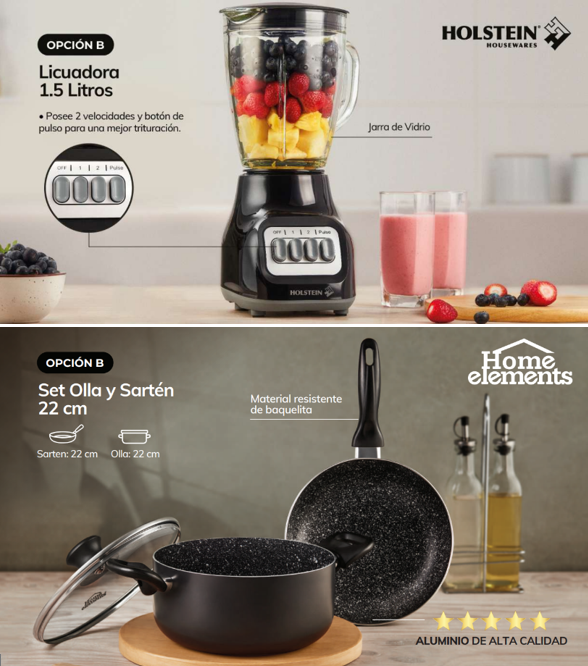 OPCIÓN B
HOLSTEIN
HOUSEWARES
Licuadora
1.5 Litros
• Posee 2 velocidades y botón de
pulso para una mejor trituración.
Jarra de Vidrio
OFF 1 2 Pulse
OFF 1 2 Pulse
HOLSTEIN
OPCIÓN B
Home
elements
Set Olla y Sartén
22 cm
Material resistente
de baquelita
Sarten: 22 cm Olla: 22 cm
ALUMINIO DE ALTA CALIDAD